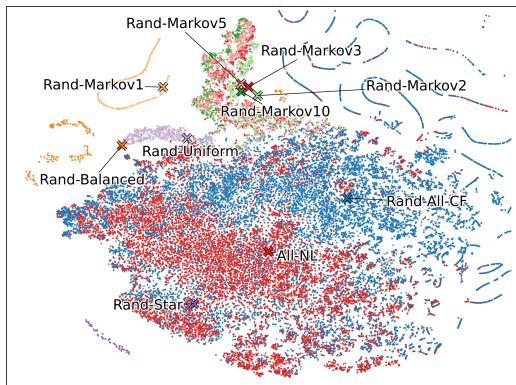 Rand-Markov5
Rand-Markov3
Rand-Markov1
Rand-Markov2
Rand-Markov10
Rand-Uniform
Rand-Balanced
Rand-All-CF
All-NL
Rand-Star